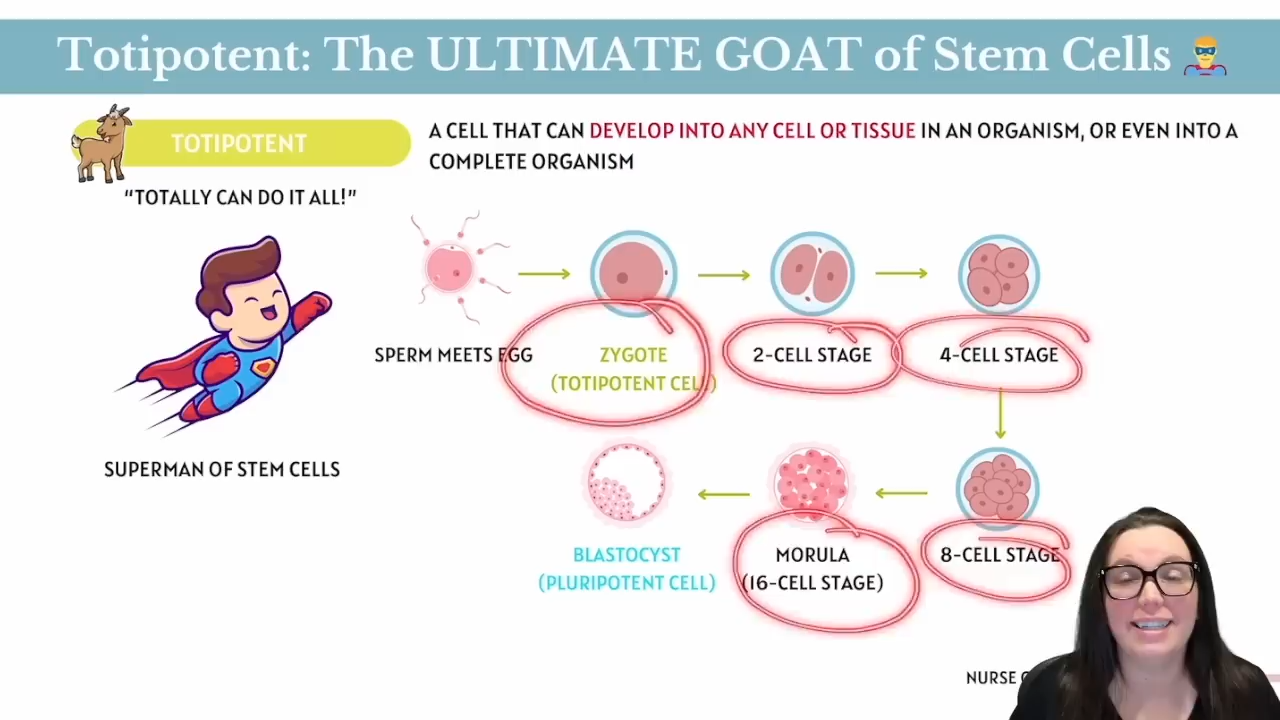 Totipotent: The ULTIMATE GOAT of Stem Cells
TOTIPOTENT
"TOTALLY CAN DO IT ALL!"
A CELL THAT CAN DEVELOP INTO ANY CELL OR TISSUE IN AN ORGANISM, OR EVEN INTO A
COMPLETE ORGANISM
SUPERMAN OF STEM CELLS
SPERM MEETS EGG
ZYGOTE
(TOTIPOTENT CELL)
2-CELL STAGE
4-CELL STAGE
8-CELL STAGE
MORULA
(16-CELL STAGE)
BLASTOCYST
(PLURIPOTENT CELL)
NURSE